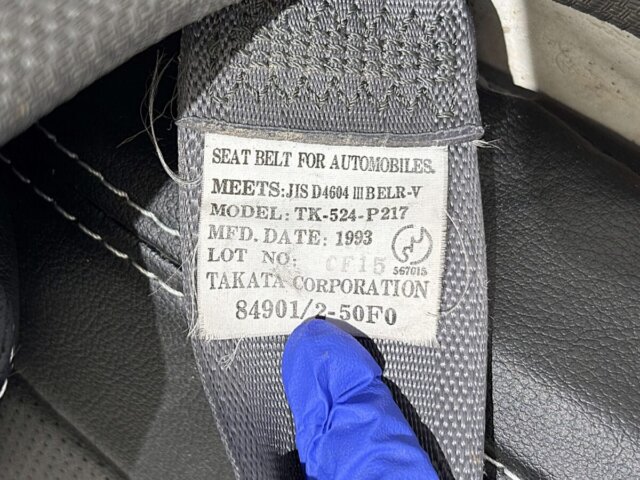 SEAT BELT FOR AUTOMOBILES.
MEETS: JIS D4604 III BELR-V
MODEL: TK-524-P217
MFD. DATE: 1993
LOT NO: CF15
567015
TAKATA CORPORATION
84901/2-50F0